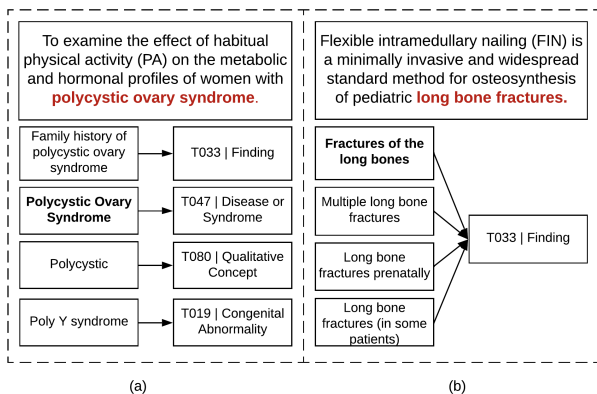 To examine the effect of habitual
physical activity (PA) on the metabolic
and hormonal profiles of women with
polycystic ovary syndrome.
Family history of
polycystic ovary
syndrome
T033 | Finding
Polycystic Ovary
Syndrome
T047 | Disease or
Syndrome
Polycystic
T080 | Qualitative
Concept
Poly Y syndrome
T019 | Congenital
Abnormality
(a)
Flexible intramedullary nailing (FIN) is
a minimally invasive and widespread
standard method for osteosynthesis
of pediatric long bone fractures.
Fractures of the
long bones
Multiple long bone
fractures
Long bone
fractures prenatally
Long bone
fractures (in some
patients)
T033 | Finding
(b)